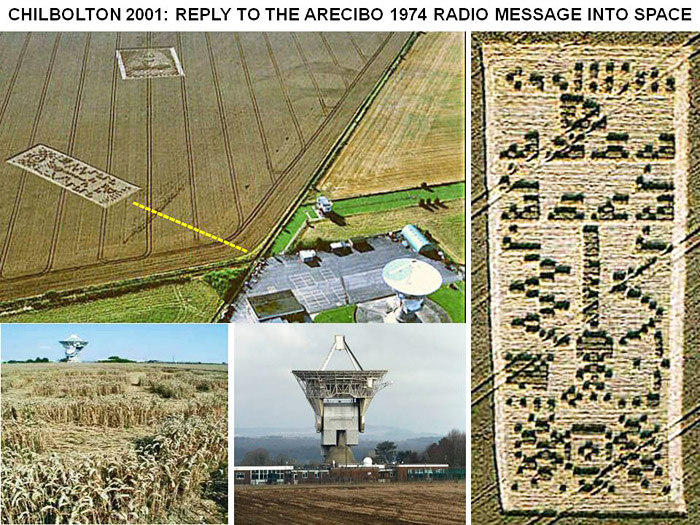 CHILBOLTON 2001: REPLY TO THE ARECIBO 1974 RADIO MESSAGE INTO SPACE